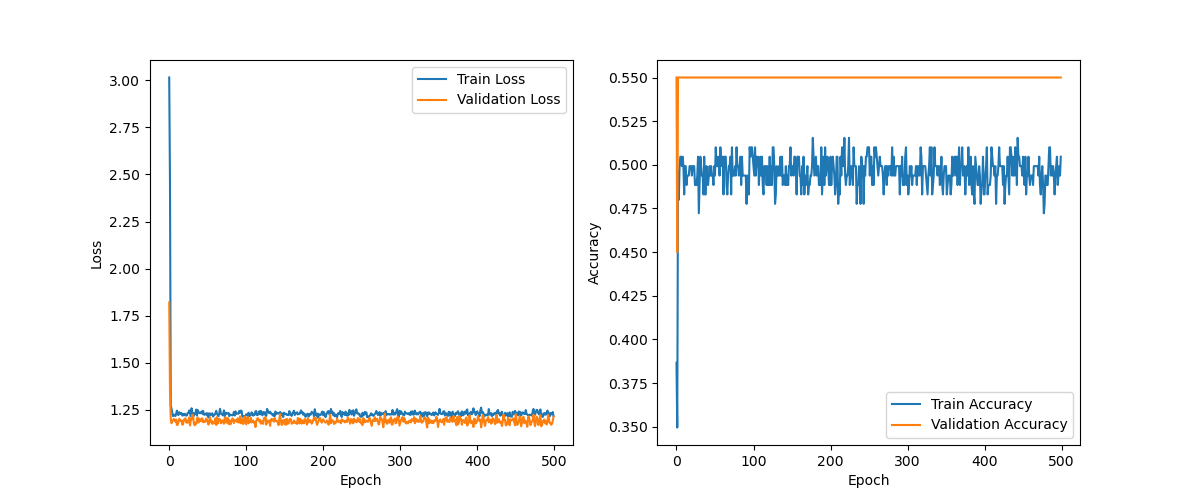 3.00
2.75
2.50
2.25
2.00
1.75
1.50
1.25
Loss
0 100 200 300 400 500
Epoch
Train Loss
Validation Loss
0.550
0.525
0.500
0.475
0.450
0.425
0.400
0.375
0.350
Accuracy
0 100 200 300 400 500
Epoch
Train Accuracy
Validation Accuracy